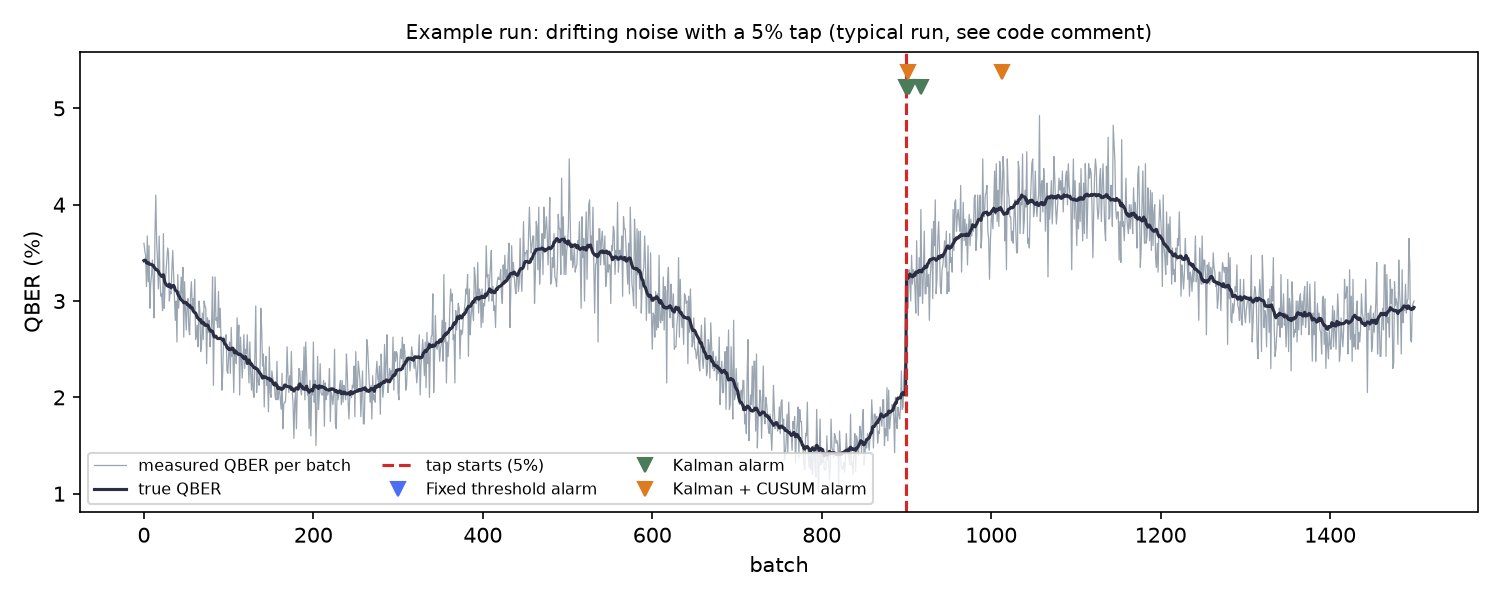 Example run: drifting noise with a 5% tap (typical run, see code comment)
QBER (%)
5
4
3
2
1
measured QBER per batch
true QBER
tap starts (5%)
Fixed threshold alarm
Kalman alarm
Kalman + CUSUM alarm
0 200 400 600 800 1000 1200 1400
batch